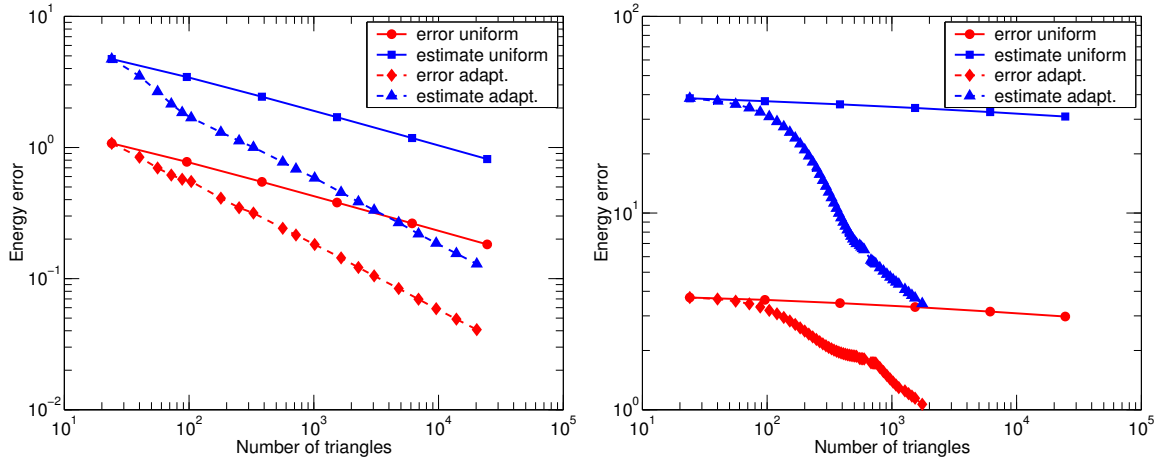 10^1
10^0
10^-1
10^-2
Energy error
10^1 10^2 10^3 10^4 10^5
Number of triangles
error uniform
estimate uniform
error adapt.
estimate adapt.
10^2
10^1
10^0
Energy error
10^1 10^2 10^3 10^4 10^5
Number of triangles
error uniform
estimate uniform
error adapt.
estimate adapt.